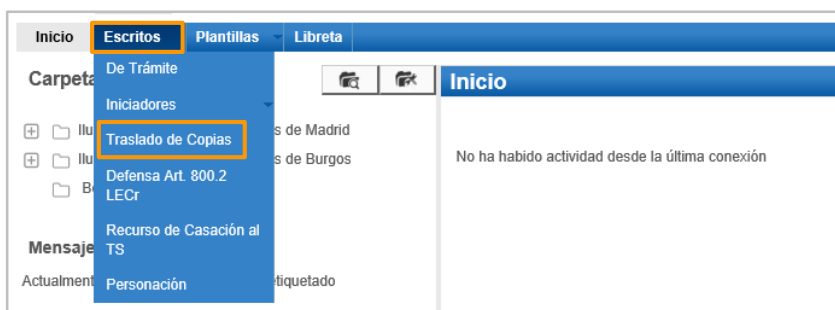 Inicio Escritos Plantillas Libreta
De Trámite
Carpeta
Inicio
Iniciadores
Ilu s de Madrid
Traslado de Copias
Ilu s de Burgos
No ha habido actividad desde la última conexión
Defensa Art. 800.2
LECr
Recurso de Casación al
TS
Mensaje
Actualment etiquetado
Personación